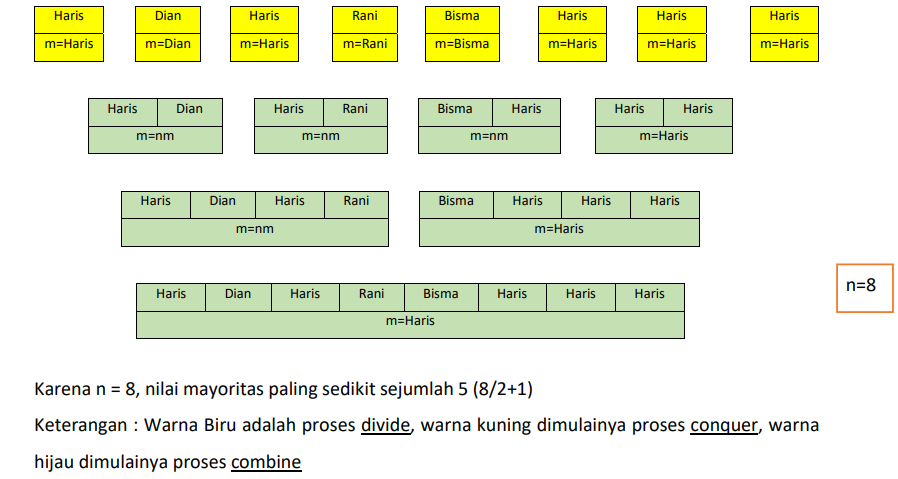 Haris Dian Haris Rani Bisma Haris Haris Haris
m=Haris m=Dian m=Haris m=Rani m=Bisma m=Haris m=Haris m=Haris
Haris Dian Haris Rani Bisma Haris Haris Haris
m=nm m=nm m=nm m=Haris
Haris Dian Haris Rani Bisma Haris Haris Haris
m=nm m=Haris
n=8
Haris Dian Haris Rani Bisma Haris Haris Haris
m=Haris
Karena n = 8, nilai mayoritas paling sedikit sejumlah 5 (8/2+1)
Keterangan : Warna Biru adalah proses divide, warna kuning dimulainya proses conquer, warna
hijau dimulainya proses combine